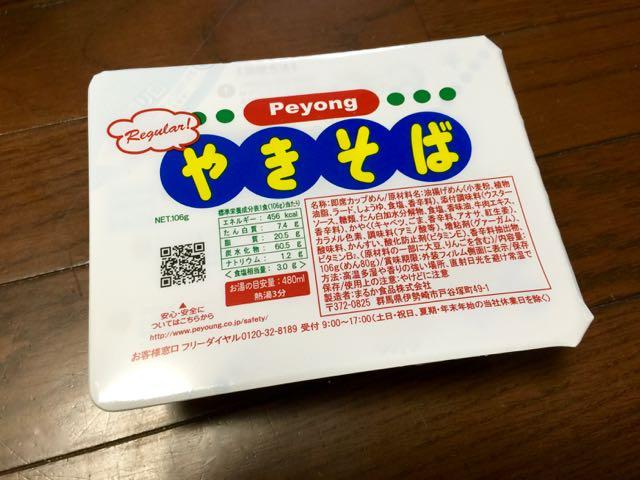 Peyong
Regular!
やきそば
NET.106g
標準栄養成分表1食(106g)当たり
エネルギー: 456 kcal
たん白質: 7.4 g
脂質: 20.5 g
炭水化物: 60.5 g
ナトリウム: 1.2 g
<食塩相当量: 3.0 g>
お湯の目安量:480ml
熱湯3分
名称:即席カップめん/原材料名:油揚げめん(小麦粉、植物
油脂、ラード、しょうゆ、食塩、香辛料)、添付調味料(ウスター
ソース、糖類、たん白加水分解物、食塩、香味油、牛肉エキス、
香辛料)、かやく(キャベツ、ごま、香辛料、アオサ、紅生姜)、
カラメル色素、調味料(アミノ酸等)、増粘剤(グァーガム)、
酸味料、かんすい、酸化防止剤(ビタミンE)、香辛料抽出物、
ビタミンB₂、(原材料の一部に大豆、りんごを含む)/内容量:
106g(めん80g)/賞味期限:外装フィルム側面に表示/保存
方法:高温多湿や香りの強い場所、直射日光を避け常温で
保存/使用上の注意:やけどに注意
製造者:まるか食品株式会社
〒372-0825 群馬県伊勢崎市戸谷塚町49-1
安心・安全に
ついてはこちらから
http://www.peyoung.co.jp/safety/
お客様窓口 フリーダイヤル0120-32-8189 受付 9:00~17:00(土日・祝日、夏期・年末年始の当社休業日を除く)